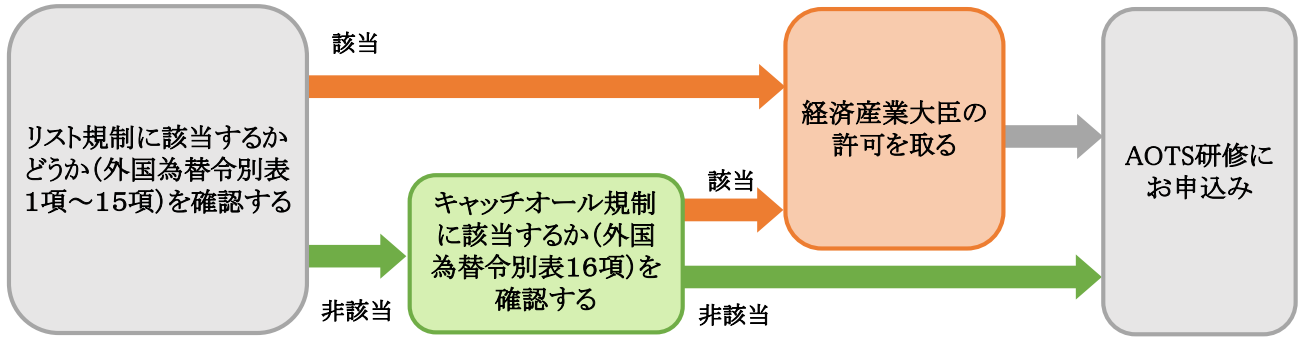 リスト規制に該当するか
どうか（外国為替令別表
１項～１５項）を確認する
該当
非該当
キャッチオール規制
に該当するか（外国
為替令別表１６項）を
確認する
該当
非該当
経済産業大臣の
許可を取る
AOTS研修に
お申込み